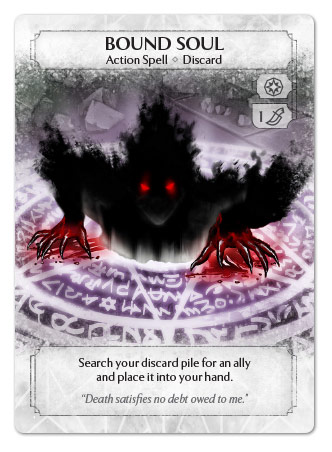 BOUND SOUL
Action Spell ⟐ Discard
1
Search your discard pile for an ally
and place it into your hand.
"Death satisfies no debt owed to me."